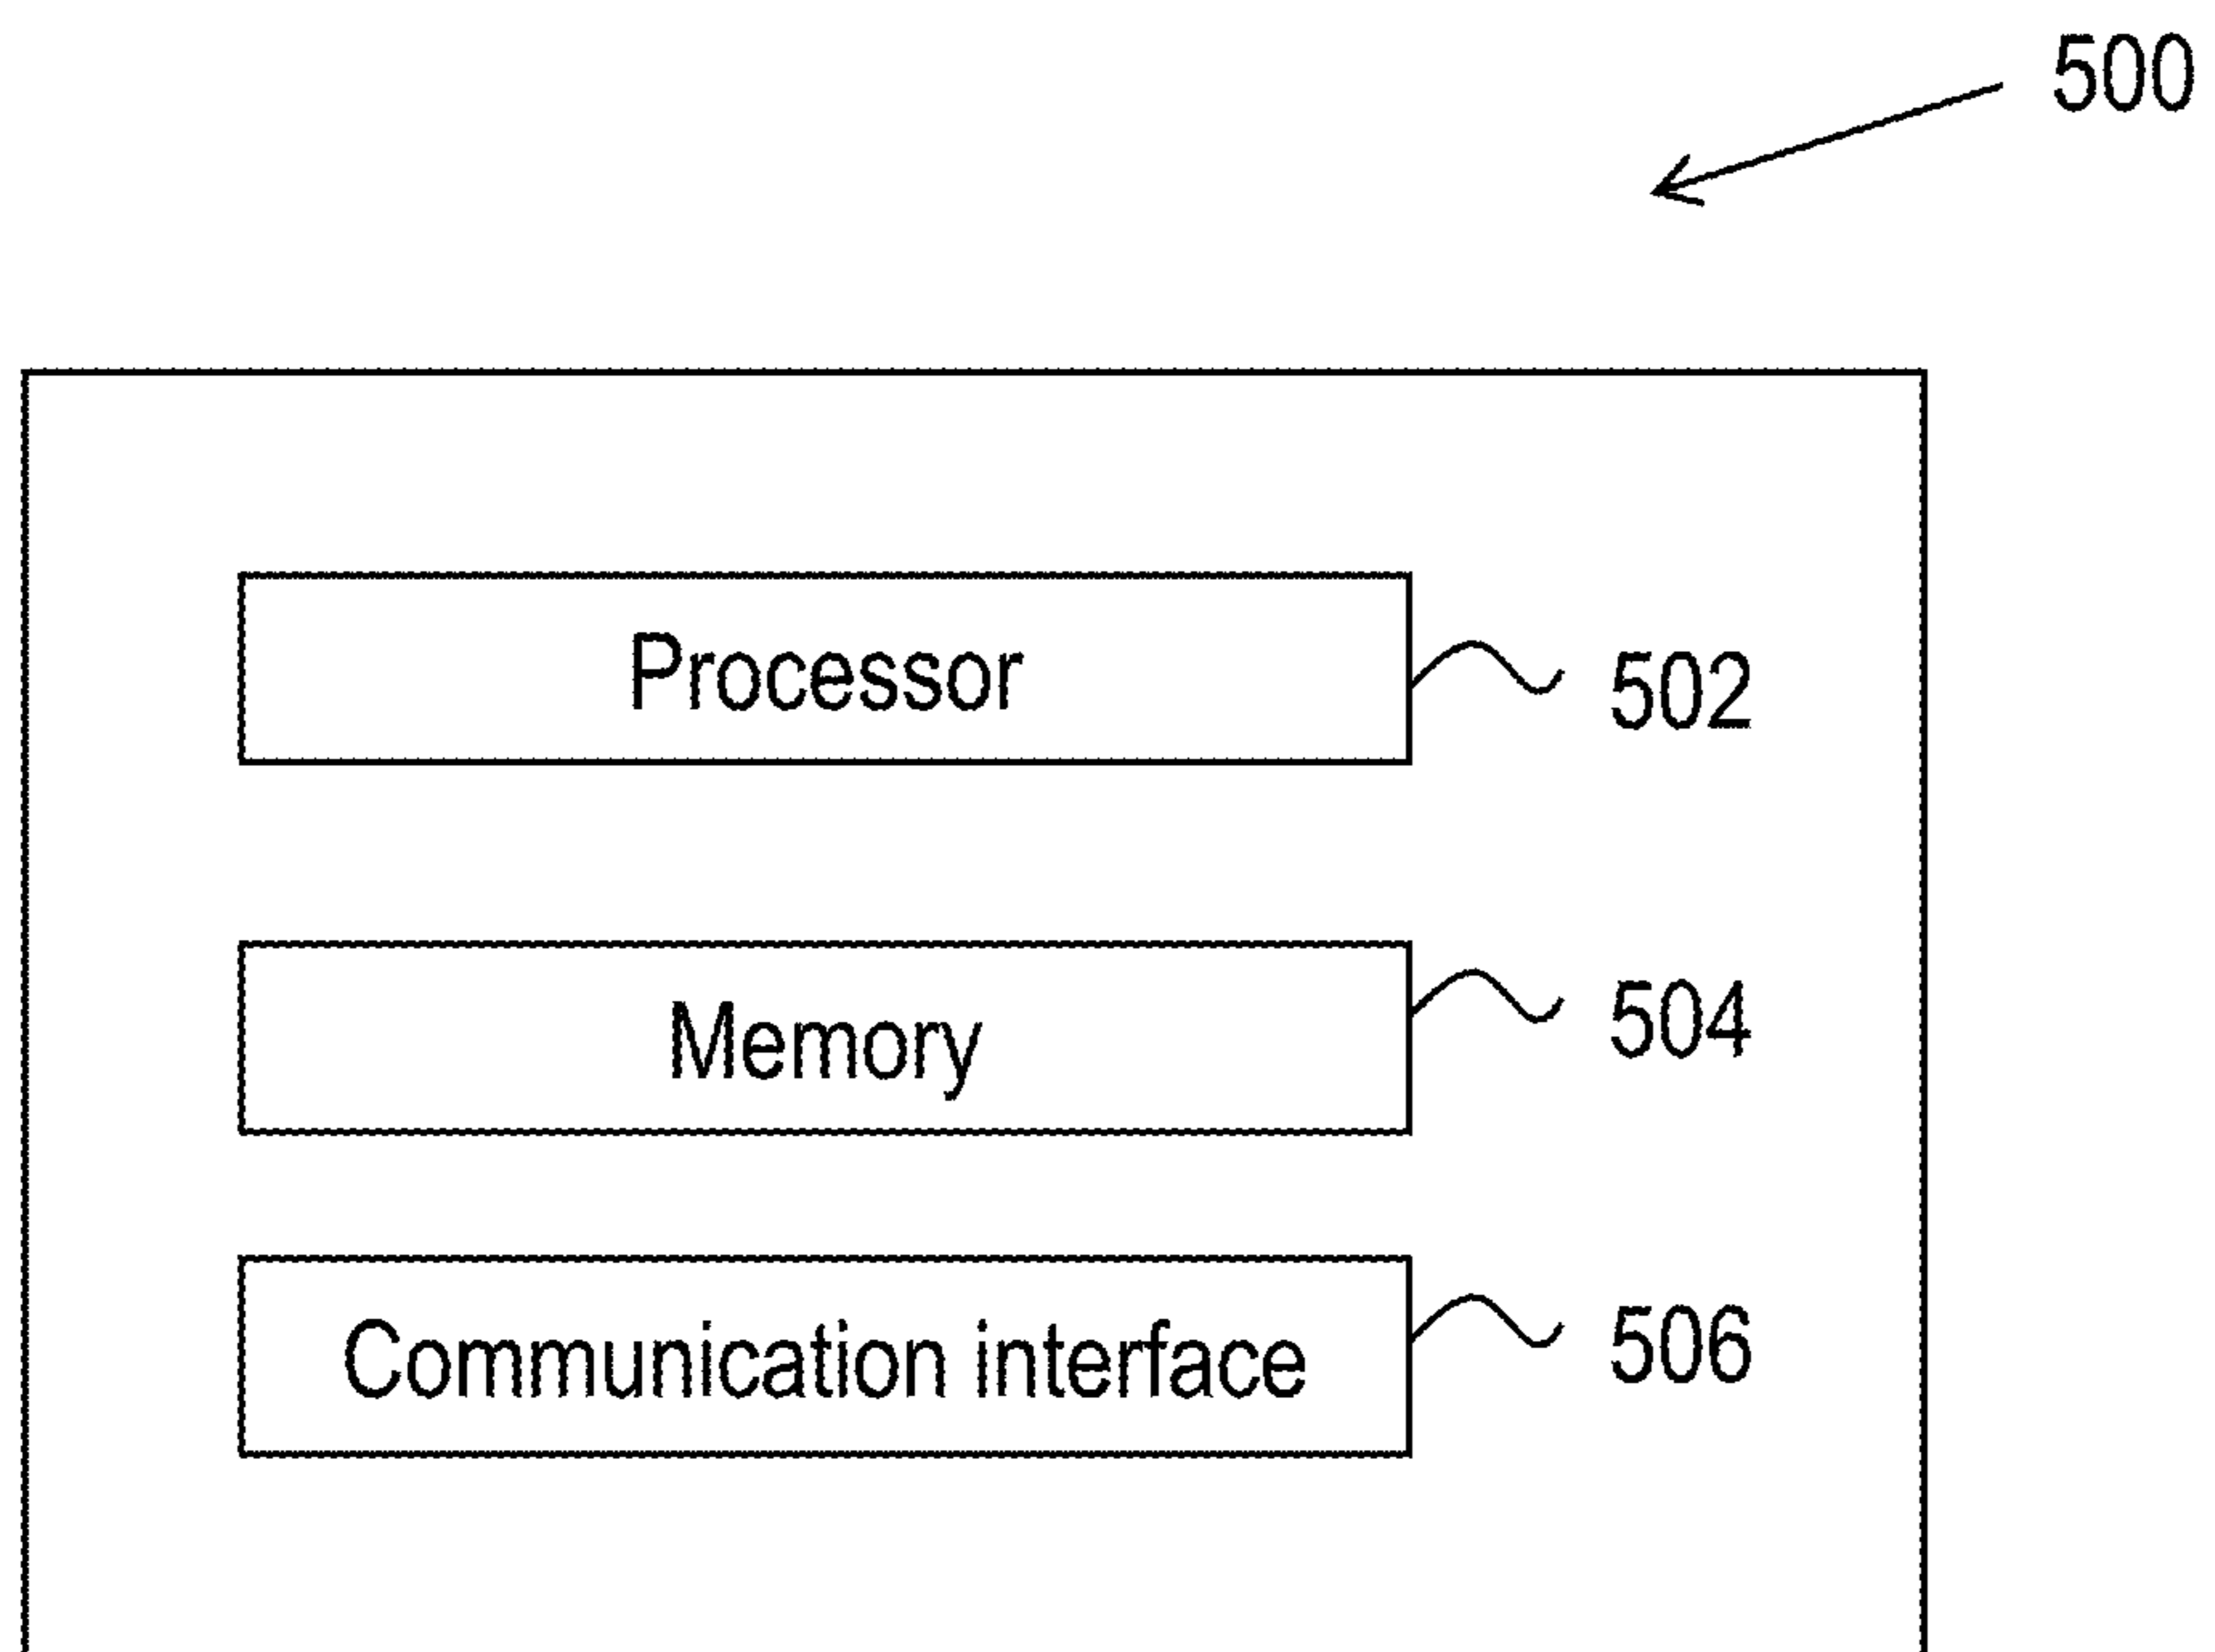 500
Processor
502
Memory
504
Communication interface
506